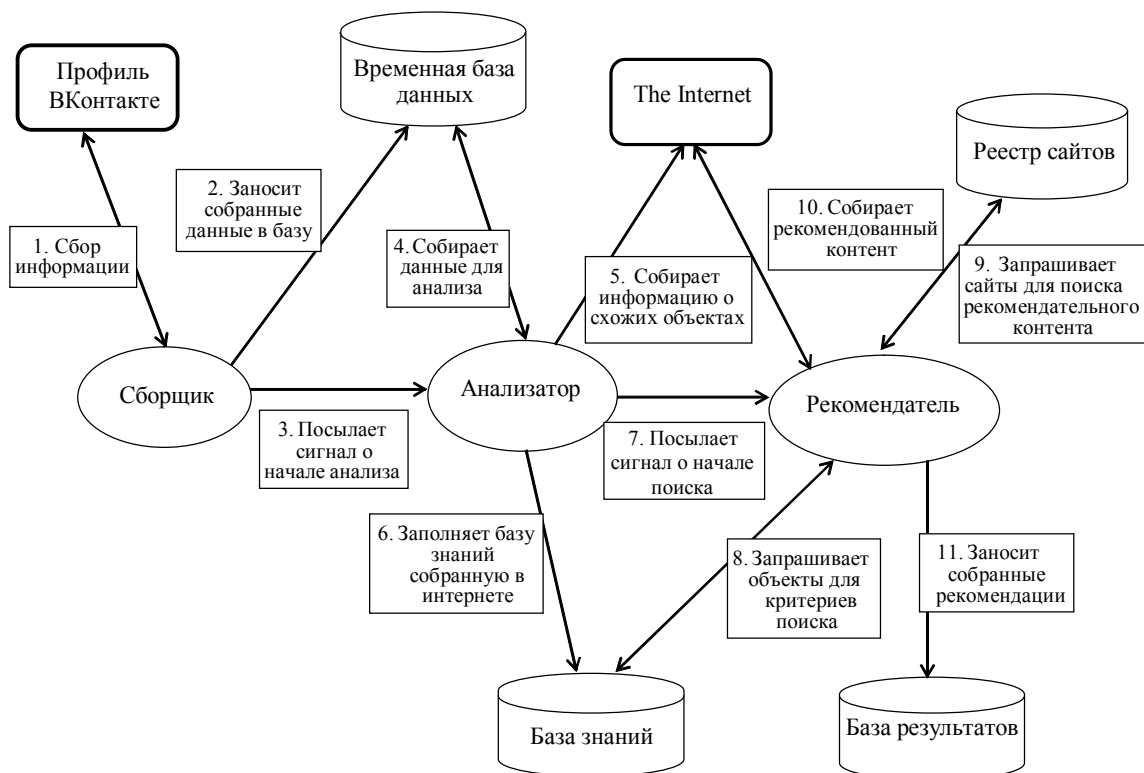 Профиль
ВКонтакте
Временная база
данных
The Internet
Реестр сайтов
2. Заносит
собранные
данные в базу
10. Собирает
рекомендованный
контент
1. Сбор
информации
4. Собирает
данные для
анализа
5. Собирает
информацию о
схожих объектах
9. Запрашивает
сайты для поиска
рекомендательного
контента
Сборщик
Анализатор
Рекомендатель
3. Посылает
сигнал о
начале анализа
7. Посылает
сигнал о начале
поиска
6. Заполняет базу
знаний
собранную в
интернете
8. Запрашивает
объекты для
критериев
поиска
11. Заносит
собранные
рекомендации
База знаний
База результатов